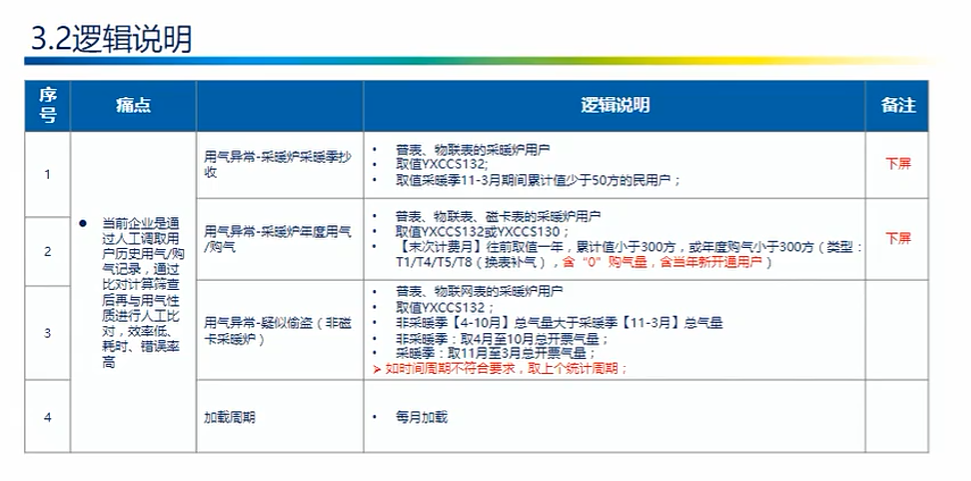 3.2逻辑说明
序
号
痛点
逻辑说明
备注
1
● 当前企业是通
过人工调取用
户历史用气/购
气记录，通过
比对计算筛查
后再与用气性
质进行人工比
对，效率低、
耗时、错误率
高
用气异常-采暖炉采暖季抄
收
• 普表、物联表的采暖炉用户
• 取值YXCCS132;
• 取值采暖季11-3月期间累计值少于50方的民用户；
下屏
2
用气异常-采暖炉年度用气
/购气
• 普表、物联表、磁卡表的采暖炉用户
• 取值YXCCS132或YXCCS130；
• 【末次计费月】往前取值一年，累计值小于300方，或年度购气小于300方（类型：
T1/T4/T5/T8（换表补气），含“0”购气量，含当年新开通用户）
下屏
3
用气异常-疑似偷盗（非磁
卡采暖炉）
• 普表、物联网表的采暖炉用户
• 取值YXCCS132；
• 非采暖季【4-10月】总气量大于采暖季【11-3月】总气量
• 非采暖季：取4月至10月总开票气量；
• 采暖季：取11月至3月总开票气量；
➢ 如时间周期不符合要求，取上个统计周期；
4
加载周期
• 每月加载